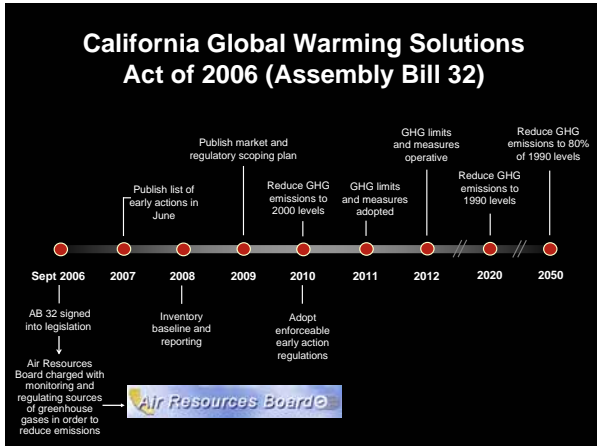 California Global Warming Solutions
Act of 2006 (Assembly Bill 32)
GHG limits
and measures
operative
Reduce GHG
emissions to 80%
of 1990 levels
Publish market and
regulatory scoping plan
Publish list of
early actions in
June
Reduce GHG
emissions to
2000 levels
GHG limits
and measures
adopted
Reduce GHG
emissions to
1990 levels
Sept 2006
2007
2008
2009
2010
2011
2012
2020
2050
AB 32 signed
into legislation
Inventory
baseline and
reporting
Adopt
enforceable
early action
regulations
Air Resources
Board charged with
monitoring and
regulating sources
of greenhouse
gases in order to
reduce emissions
Air Resources Board